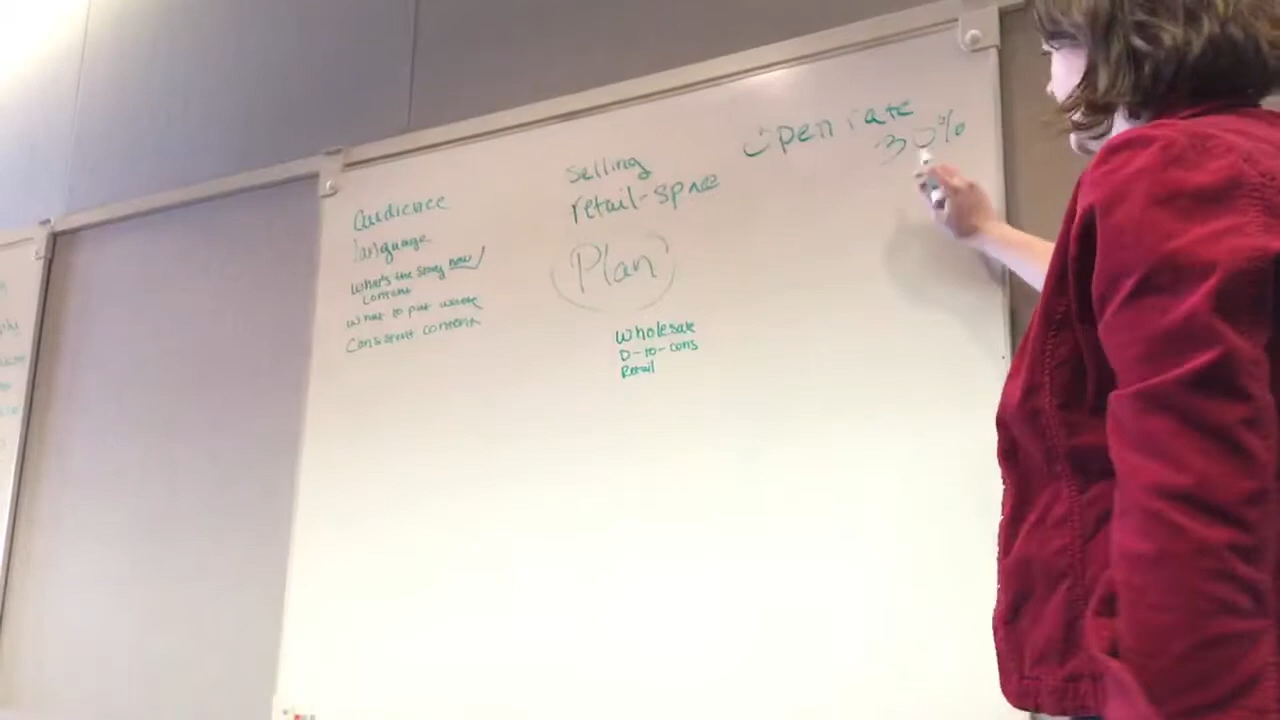 audience
language
What's the story now
content
what to put where
Consistent content
Selling
retail-space
Plan
Wholesale
D-to-cons
Retail
Open rate
30%